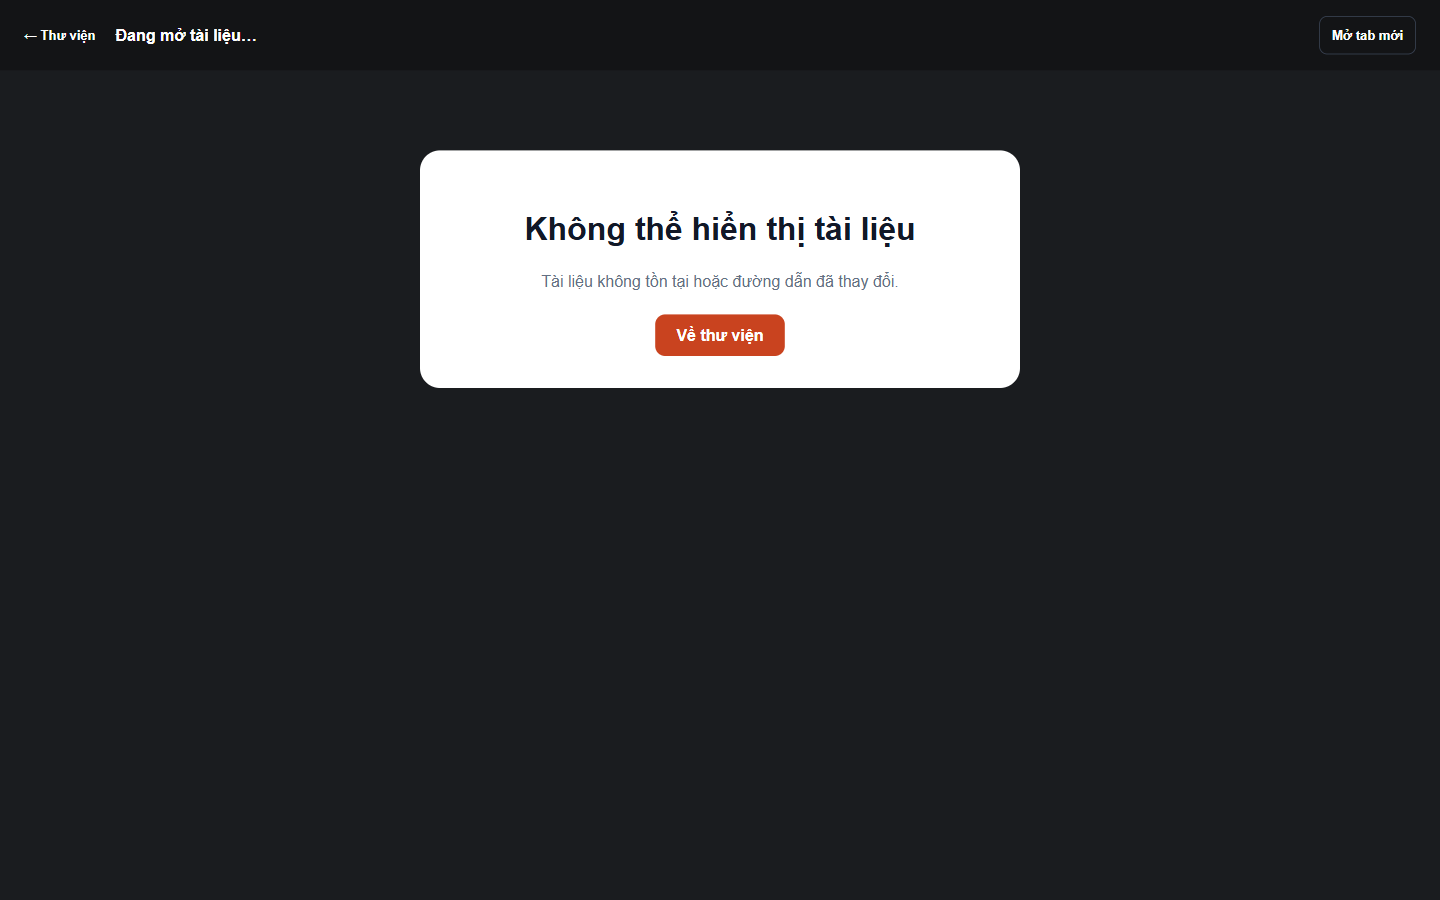 ← Thư viện Đang mở tài liệu… Mở tab mới
Không thể hiển thị tài liệu
Tài liệu không tồn tại hoặc đường dẫn đã thay đổi.
Về thư viện